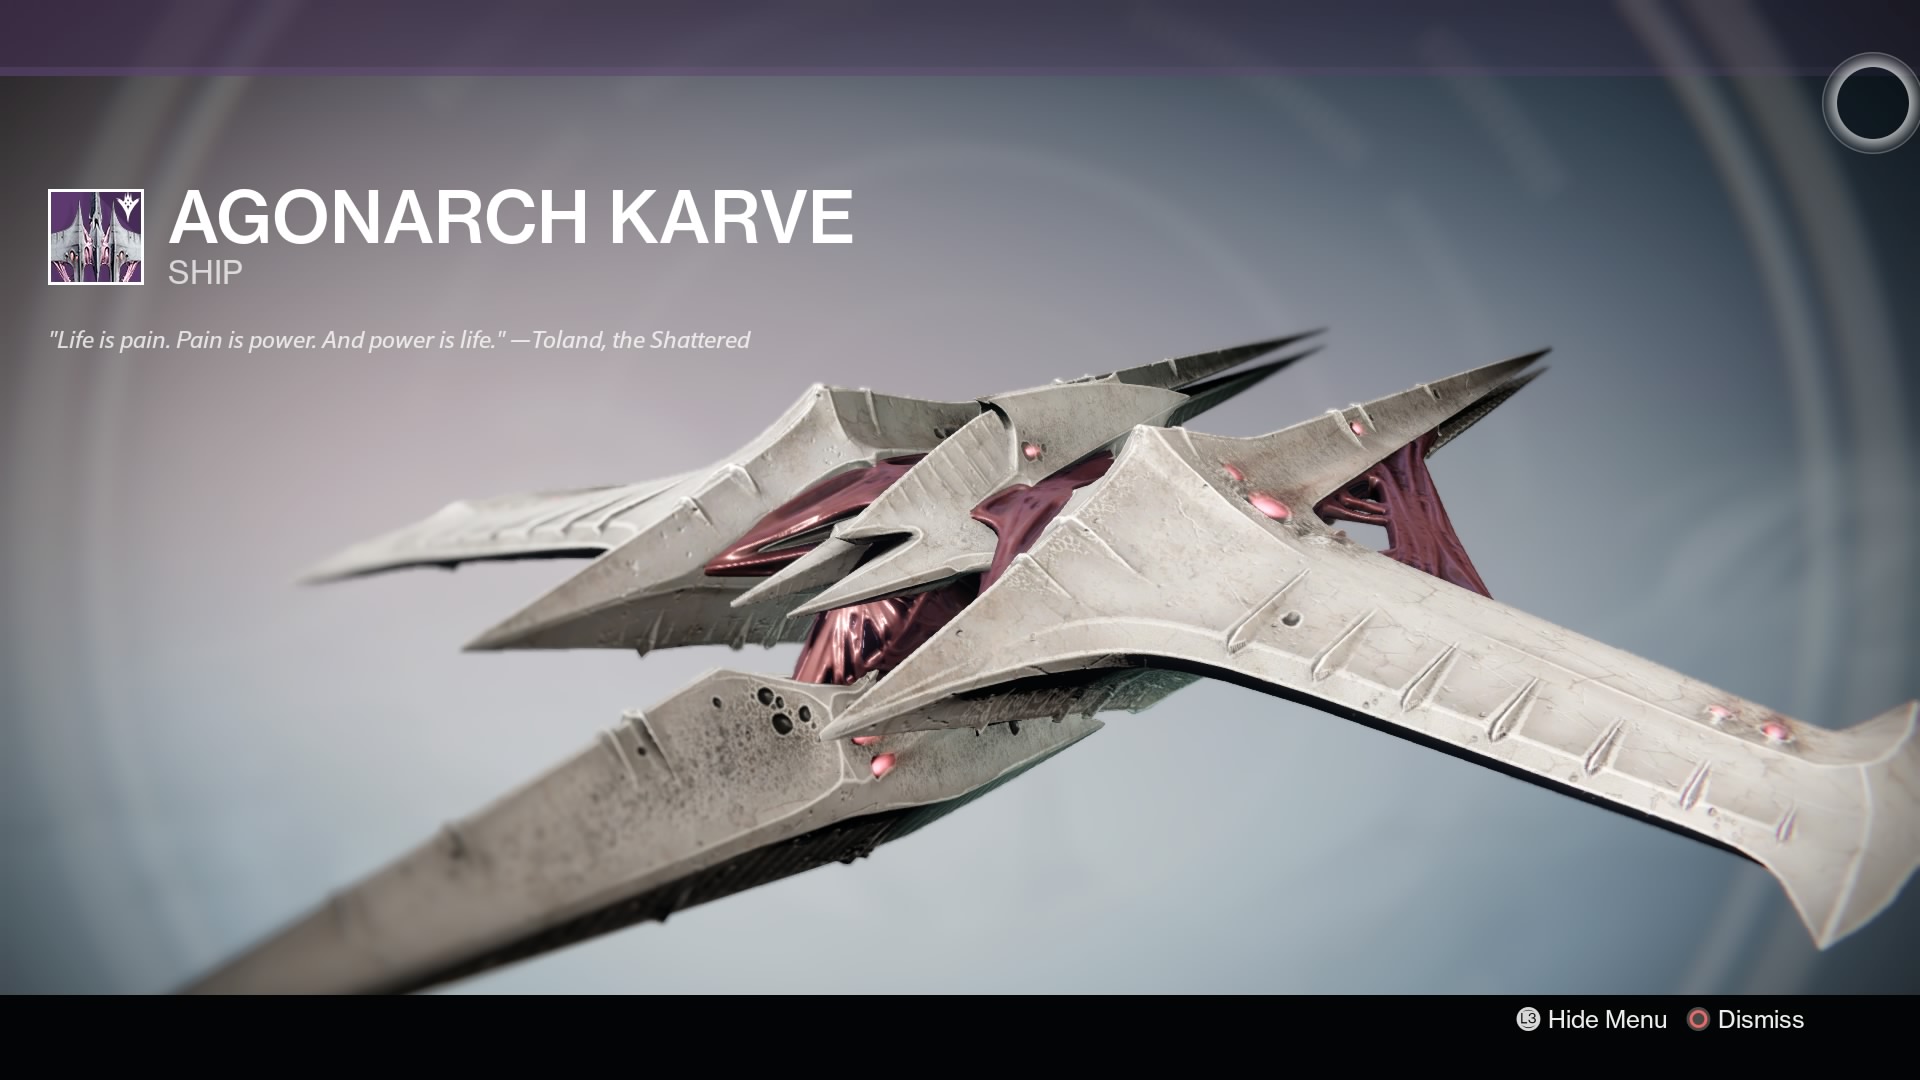 AGONARCH KARVE
SHIP
"Life is pain. Pain is power. And power is life." —Toland, the Shattered
L3 Hide Menu Dismiss